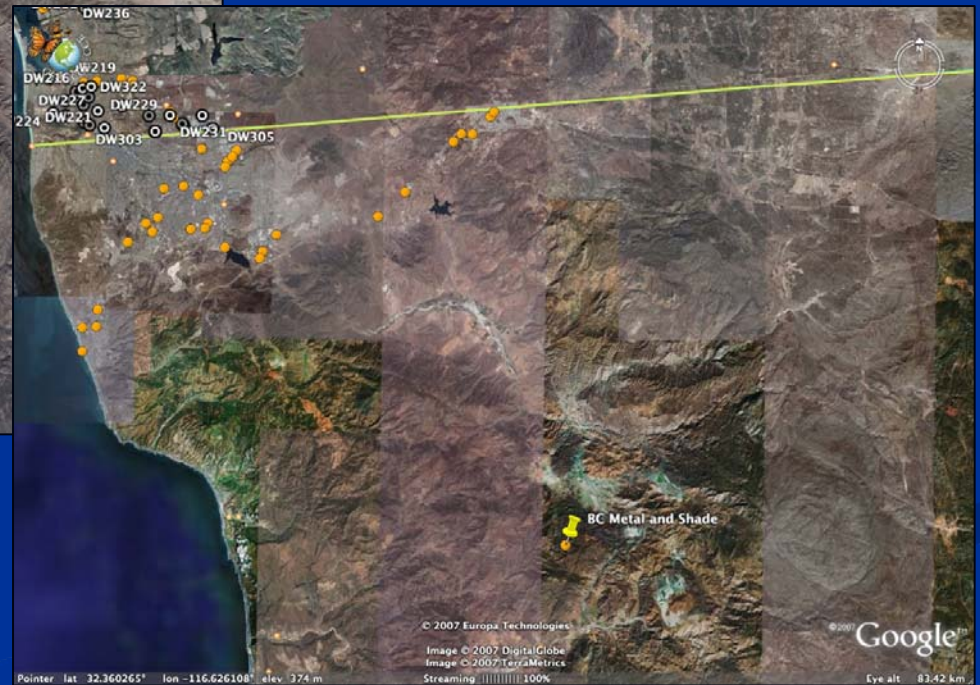 DW236
DW219
DW216
DW322
DW227
DW229
224
DW221
DW303
DW231
DW305
N
BC Metal and Shade
© 2007 Europa Technologies
Image © 2007 DigitalGlobe
Image © 2007 TerraMetrics
© 2007
Google
Pointer lat 32.360265° lon -116.626108° elev 374 m
Streaming |||||||||| 100%
Eye alt 83.42 km